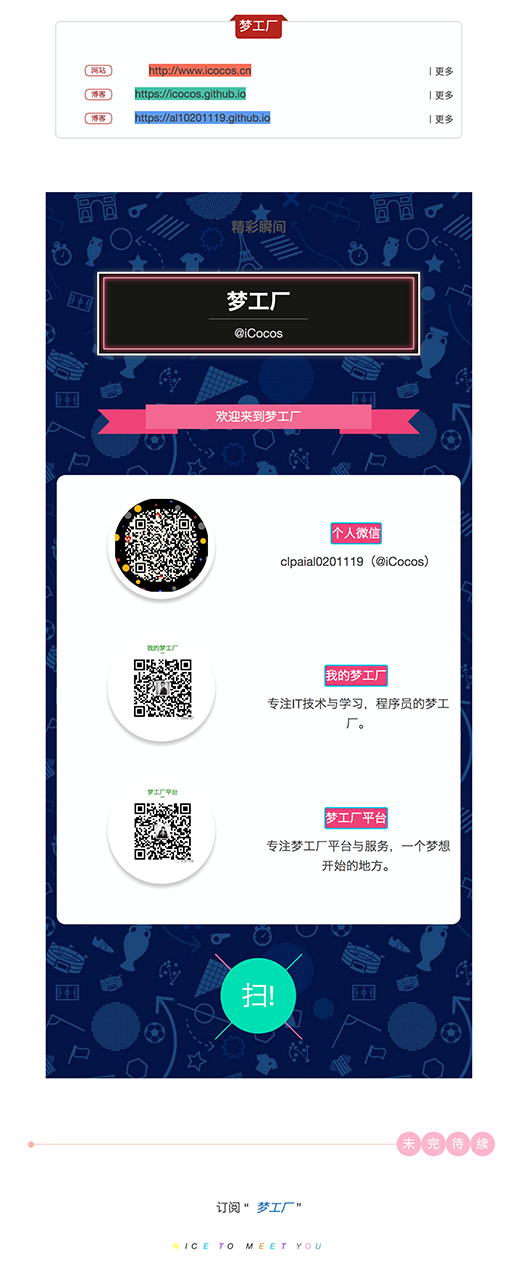 梦工厂
网站 http://www.icocos.cn | 更多
博客 https://icocos.github.io | 更多
博客 https://al10201119.github.io | 更多
精彩瞬间
梦工厂
@iCocos
欢迎来到梦工厂
个人微信
clpaial0201119（@iCocos）
我的梦工厂
我的梦工厂
专注IT技术与学习，程序员的梦工
厂。
梦工厂平台
梦工厂平台
专注梦工厂平台与服务，一个梦想
开始的地方。
扫!
未完待续
订阅 “ 梦工厂 ”
NICE TO MEET YOU